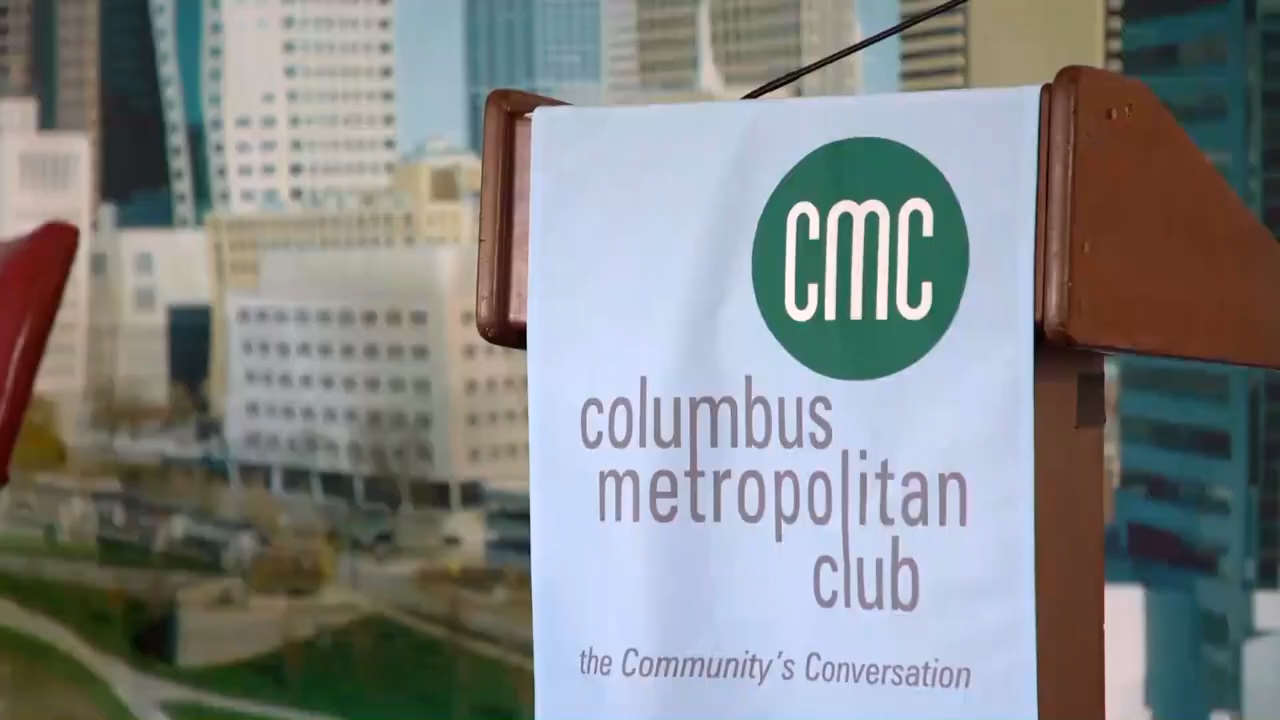 cmc
columbus
metropolitan
club
the Community's Conversation